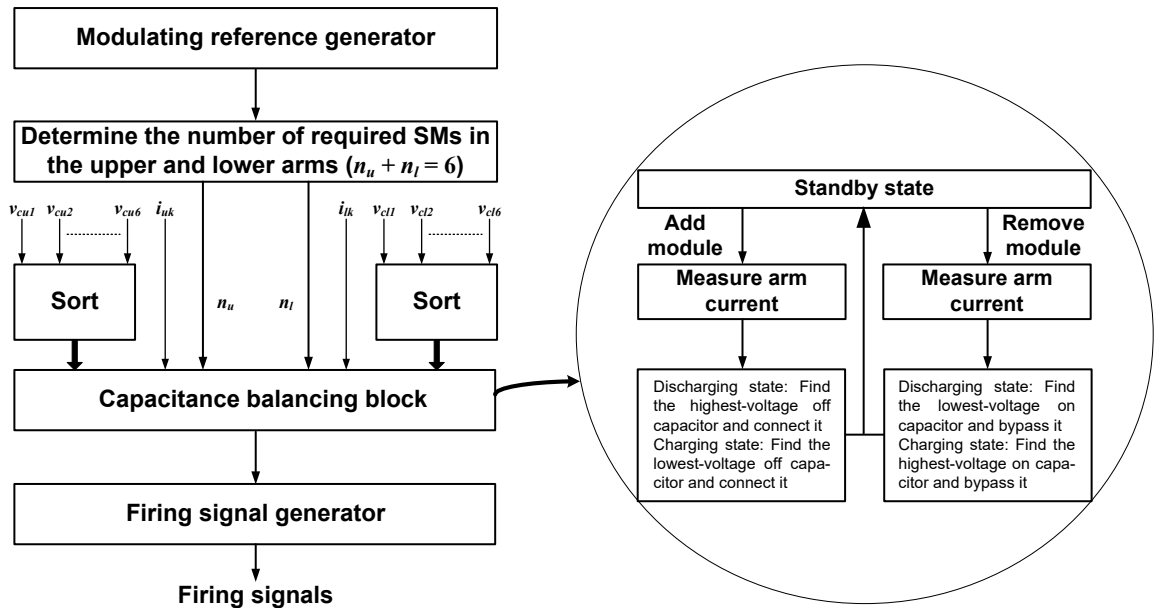 Modulating reference generator
Determine the number of required SMs in
the upper and lower arms (nu + nl = 6)
vcu1 vcu2 vcu6 iuk ilk vcl1 vcl2 vcl6
Sort
nu
nl
Sort
Capacitance balancing block
Firing signal generator
Firing signals
Standby state
Add
module
Remove
module
Measure arm
current
Measure arm
current
Discharging state: Find
the highest-voltage off
capacitor and connect it
Charging state: Find the
lowest-voltage off capa-
citor and connect it
Discharging state: Find
the lowest-voltage on
capacitor and bypass it
Charging state: Find the
highest-voltage on capa-
citor and bypass it